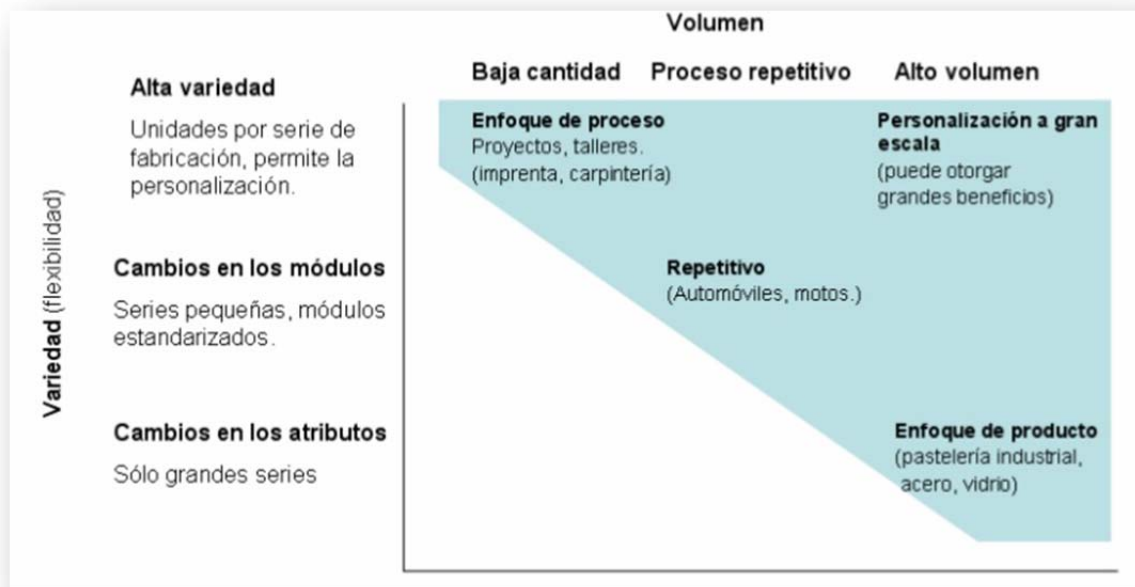 Volumen
Baja cantidad
Proceso repetitivo
Alto volumen
Variedad (flexibilidad)
Alta variedad
Unidades por serie de
fabricación, permite la
personalización.
Enfoque de proceso
Proyectos, talleres.
(imprenta, carpintería)
Personalización a gran
escala
(puede otorgar
grandes beneficios)
Cambios en los módulos
Series pequeñas, módulos
estandarizados.
Repetitivo
(Automóviles, motos.)
Cambios en los atributos
Sólo grandes series
Enfoque de producto
(pastelería industrial,
acero, vidrio)